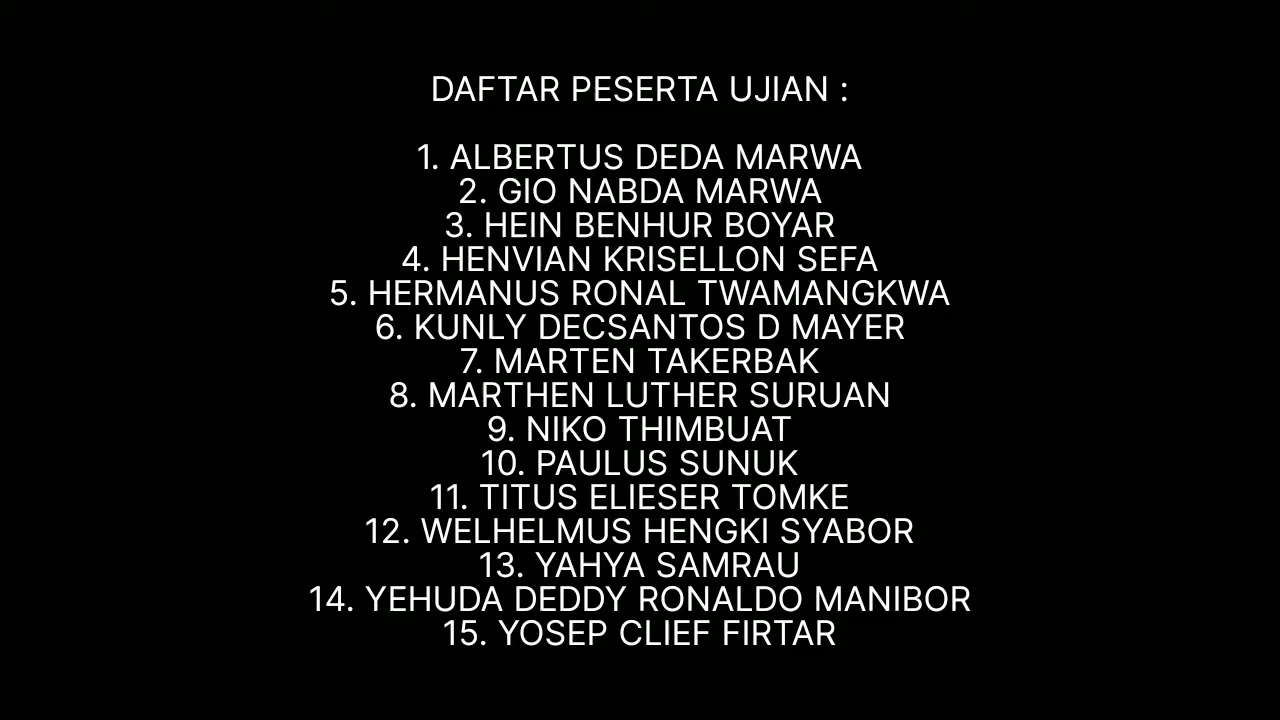 DAFTAR PESERTA UJIAN :
1. ALBERTUS DEDA MARWA
2. GIO NABDA MARWA
3. HEIN BENHUR BOYAR
4. HENVIAN KRISELLON SEFA
5. HERMANUS RONAL TWAMANGKWA
6. KUNLY DECSANTOS D MAYER
7. MARTEN TAKERBAK
8. MARTHEN LUTHER SURUAN
9. NIKO THIMBUAT
10. PAULUS SUNUK
11. TITUS ELIESER TOMKE
12. WELHELMUS HENGKI SYABOR
13. YAHYA SAMRAU
14. YEHUDA DEDDY RONALDO MANIBOR
15. YOSEP CLIEF FIRTAR